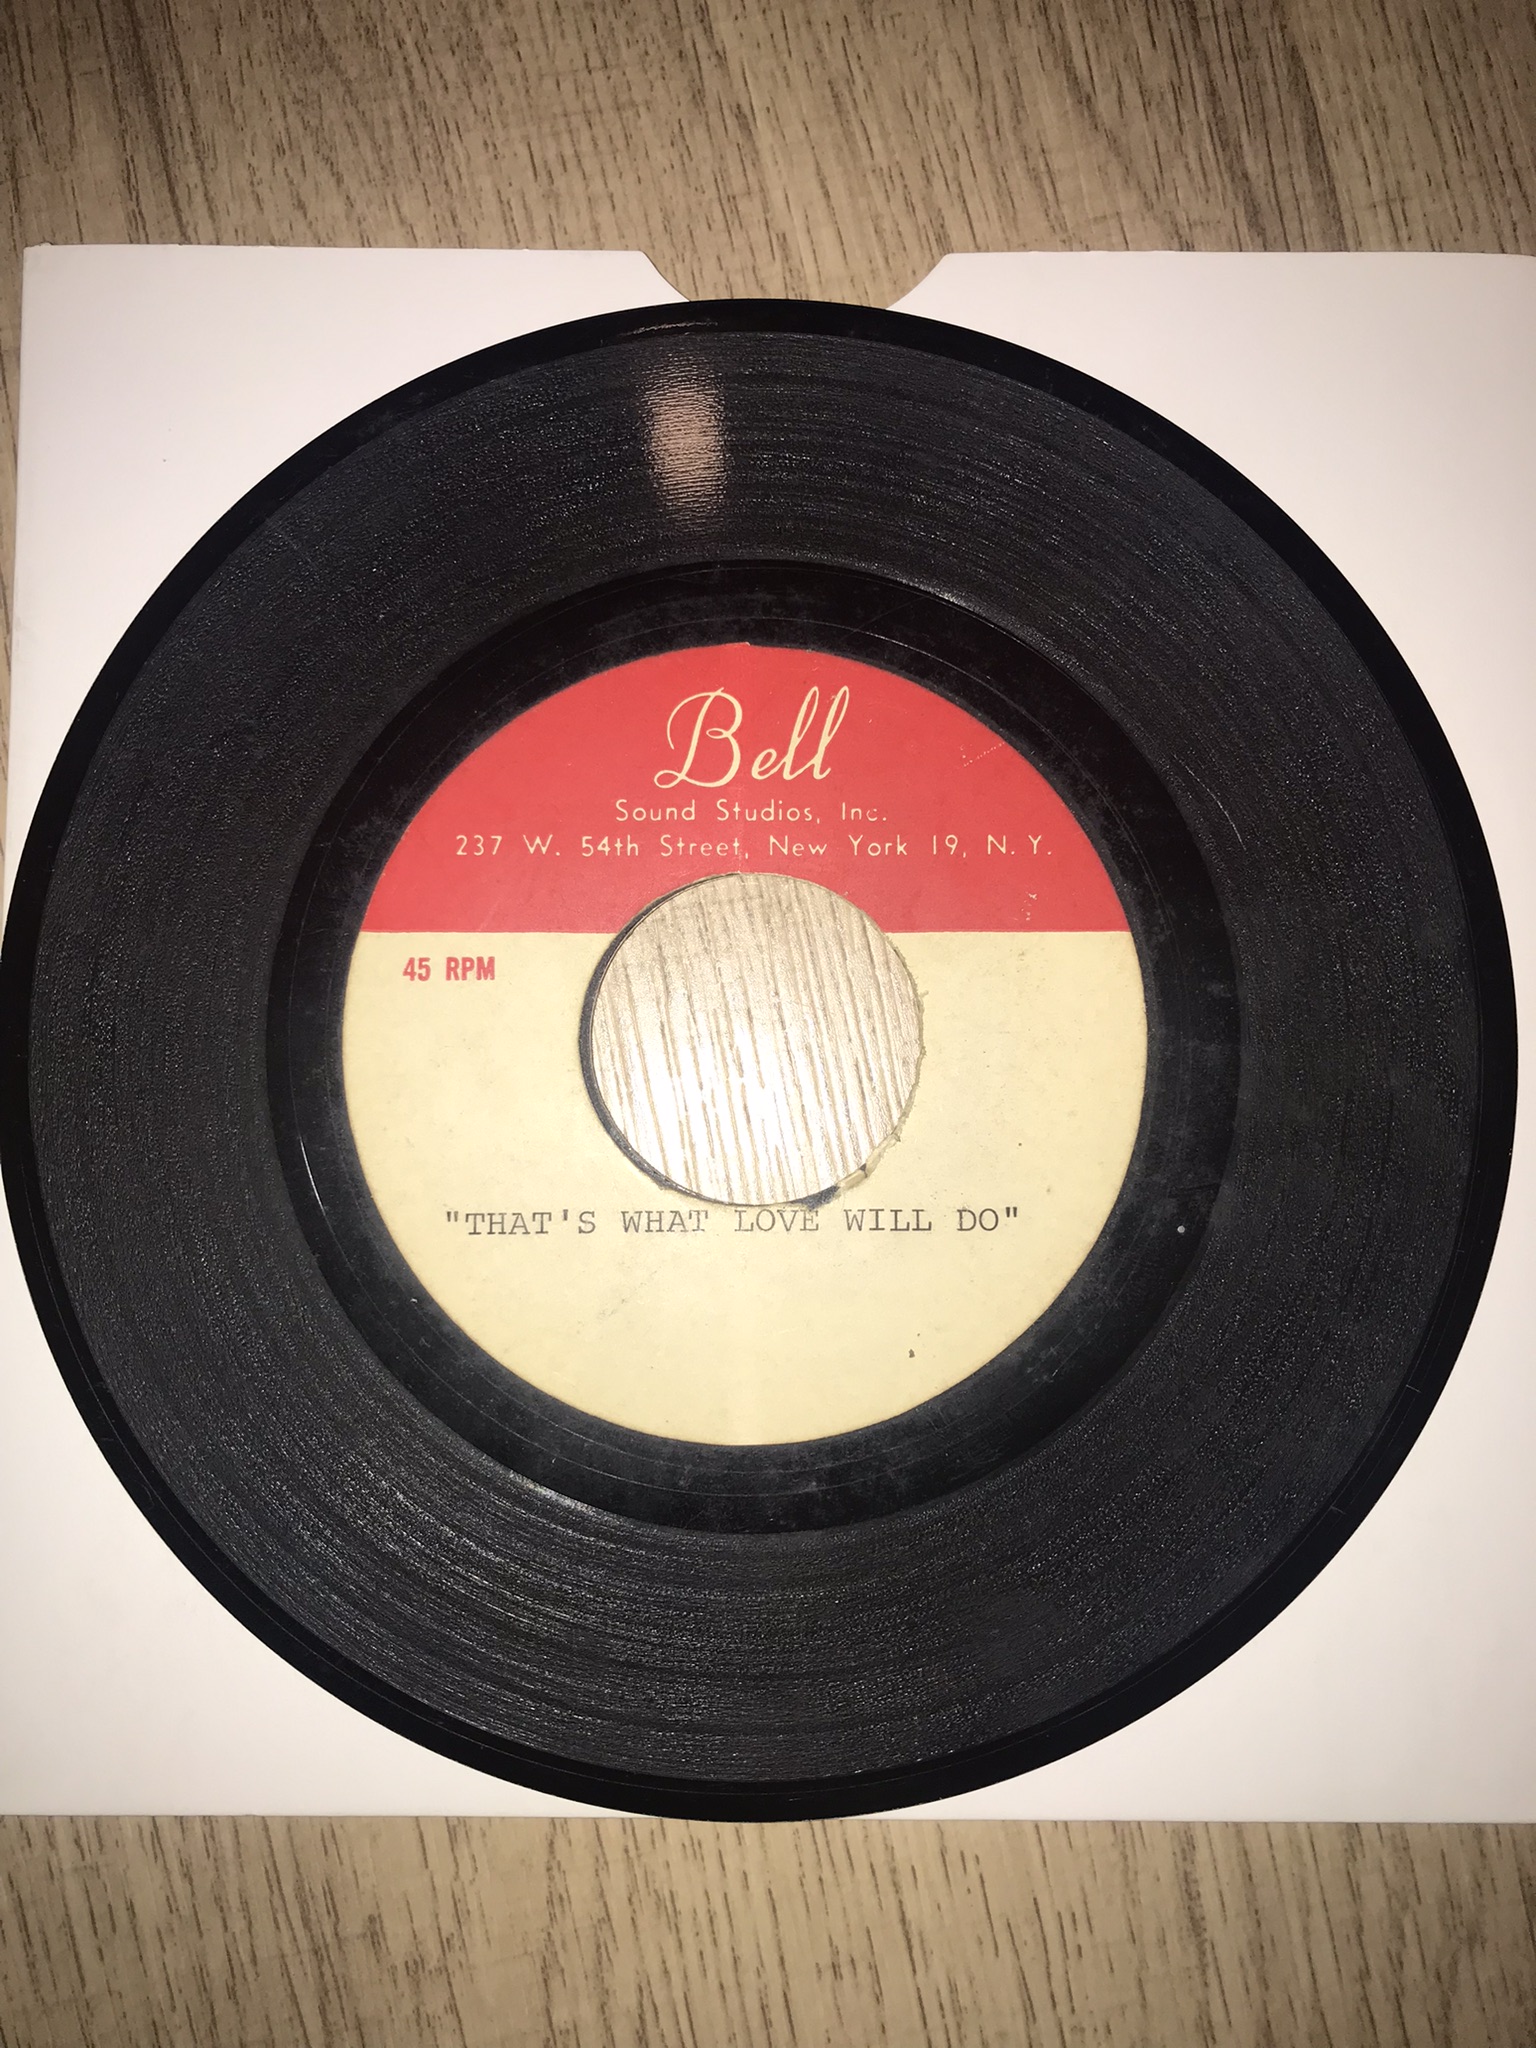 Bell
Sound Studios, Inc.
237 W. 54th Street, New York 19, N.Y.
45 RPM
"THAT'S WHAT LOVE WILL DO"